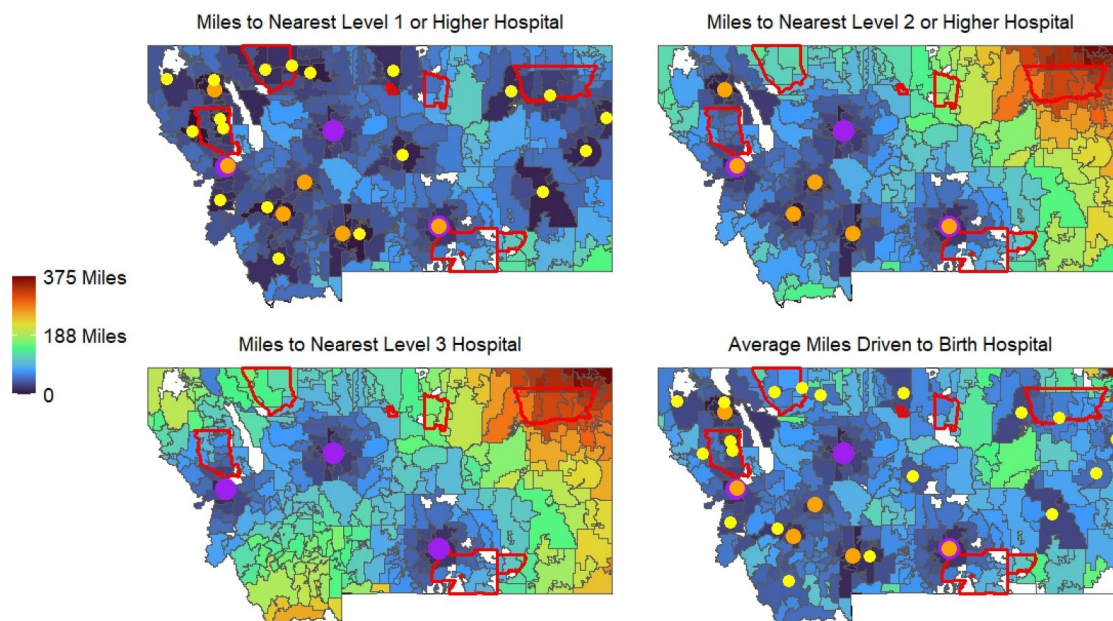 Miles to Nearest Level 1 or Higher Hospital
Miles to Nearest Level 2 or Higher Hospital
375 Miles
188 Miles
0
Miles to Nearest Level 3 Hospital
Average Miles Driven to Birth Hospital